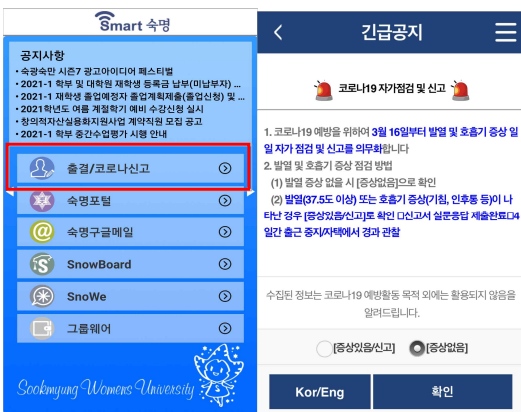 Smart 숙명
공지사항
• 숙광숙만 시즌7 광고아이디어 페스티벌
• 2021-1 학부 및 대학원 재학생 등록금 납부(미납부자) ...
• 2021-1 재학생 졸업예정자 졸업계획제출(졸업신청) 및 ...
• 2021학년도 여름 계절학기 예비 수강신청 실시
• 창의적자산실용화지원사업 계약직원 모집 공고
• 2021-1 학부 중간수업평가 시행 안내
출결/코로나신고
숙명포털
숙명구글메일
SnowBoard
SnoWe
그룹웨어
Sookmyung Womens University
긴급공지
코로나19 자가점검 및 신고
1. 코로나19 예방을 위하여 3월 16일부터 발열 및 호흡기 증상 일
일 자가 점검 및 신고를 의무화합니다
2. 발열 및 호흡기 증상 점검 방법
(1) 발열 증상 없을 시 [증상없음]으로 확인
(2) 발열(37.5도 이상) 또는 호흡기 증상(기침, 인후통 등)이 나
타난 경우 [증상있음/신고]로 확인 □신고서 설문응답 제출완료□4
일간 출근 중지/자택에서 경과 관찰
수집된 정보는 코로나19 예방활동 목적 외에는 활용되지 않음을
알려드립니다.
[증상있음/신고] [증상없음]
Kor/Eng 확인